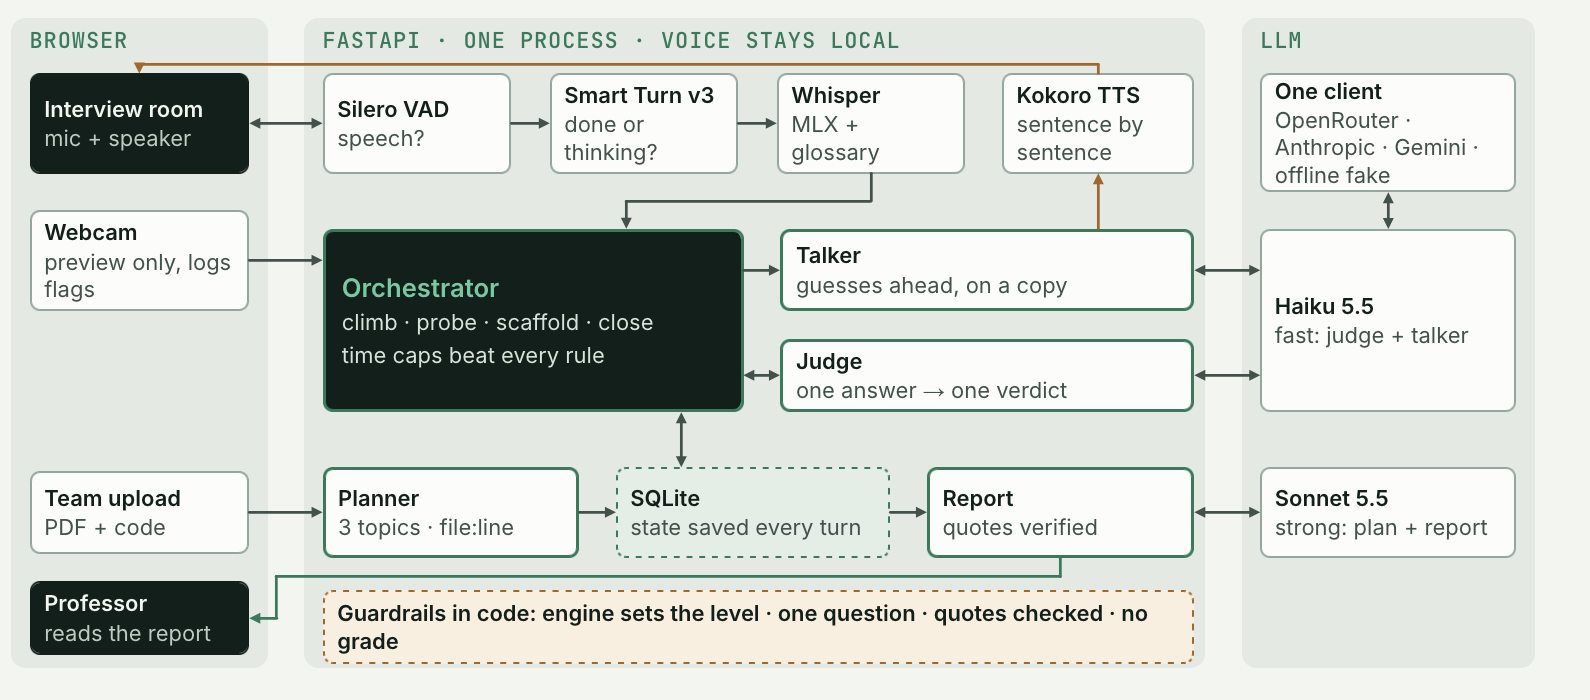 BROWSER
Interview room
mic + speaker
Webcam
preview only, logs
flags
Team upload
PDF + code
Professor
reads the report
FASTAPI · ONE PROCESS · VOICE STAYS LOCAL
Silero VAD
speech?
Smart Turn v3
done or
thinking?
Whisper
MLX +
glossary
Kokoro TTS
sentence by
sentence
Orchestrator
climb · probe · scaffold · close
time caps beat every rule
Talker
guesses ahead, on a copy
Judge
one answer → one verdict
Planner
3 topics · file:line
SQLite
state saved every turn
Report
quotes verified
Guardrails in code: engine sets the level · one question · quotes checked · no
grade
LLM
One client
OpenRouter ·
Anthropic · Gemini ·
offline fake
Haiku 5.5
fast: judge + talker
Sonnet 5.5
strong: plan + report